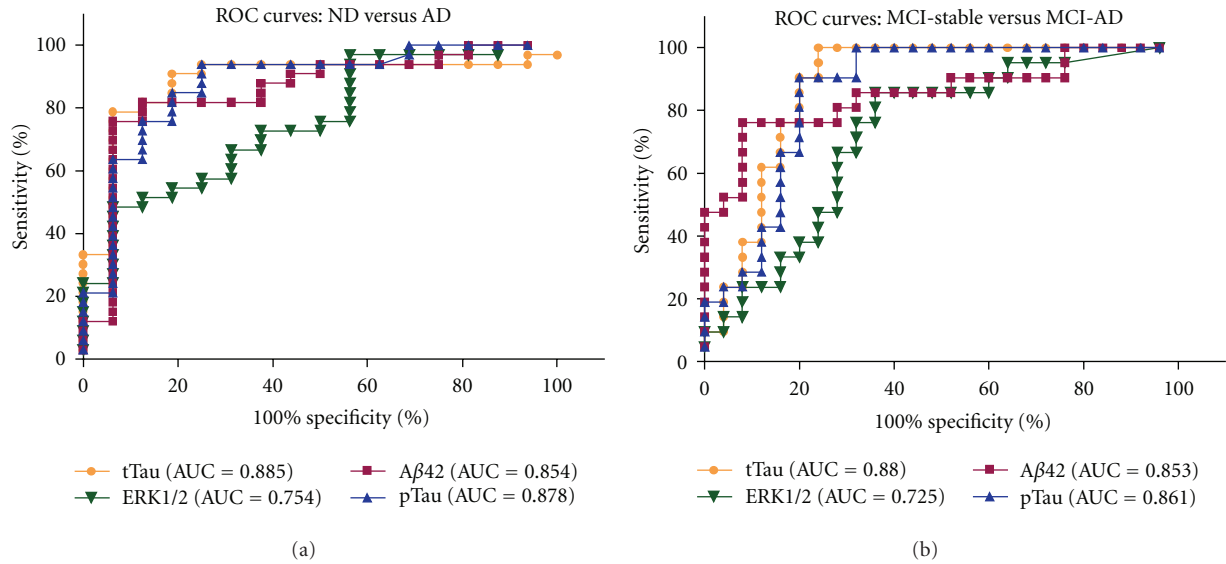 ROC curves: ND versus AD
100
80
60
40
20
0
Sensitivity (%)
0 20 40 60 80 100
100% specificity (%)
tTau (AUC = 0.885)
Aβ42 (AUC = 0.854)
ERK1/2 (AUC = 0.754)
pTau (AUC = 0.878)
(a)
ROC curves: MCI-stable versus MCI-AD
100
80
60
40
20
0
Sensitivity (%)
0 20 40 60 80 100
100% specificity (%)
tTau (AUC = 0.88)
Aβ42 (AUC = 0.853)
ERK1/2 (AUC = 0.725)
pTau (AUC = 0.861)
(b)